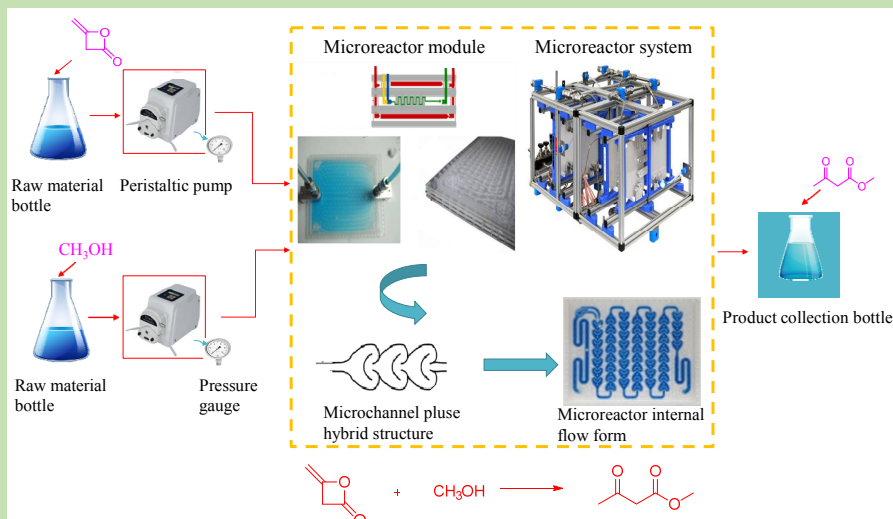 Microreactor module
Microreactor system
O
O
Raw material
bottle
Peristaltic pump
CH3OH
Raw material
bottle
Pressure
gauge
Microchannel pluse
hybrid structure
Microreactor internal
flow form
O
O
O
Product collection bottle
O
O
+
CH3OH
O
O
O